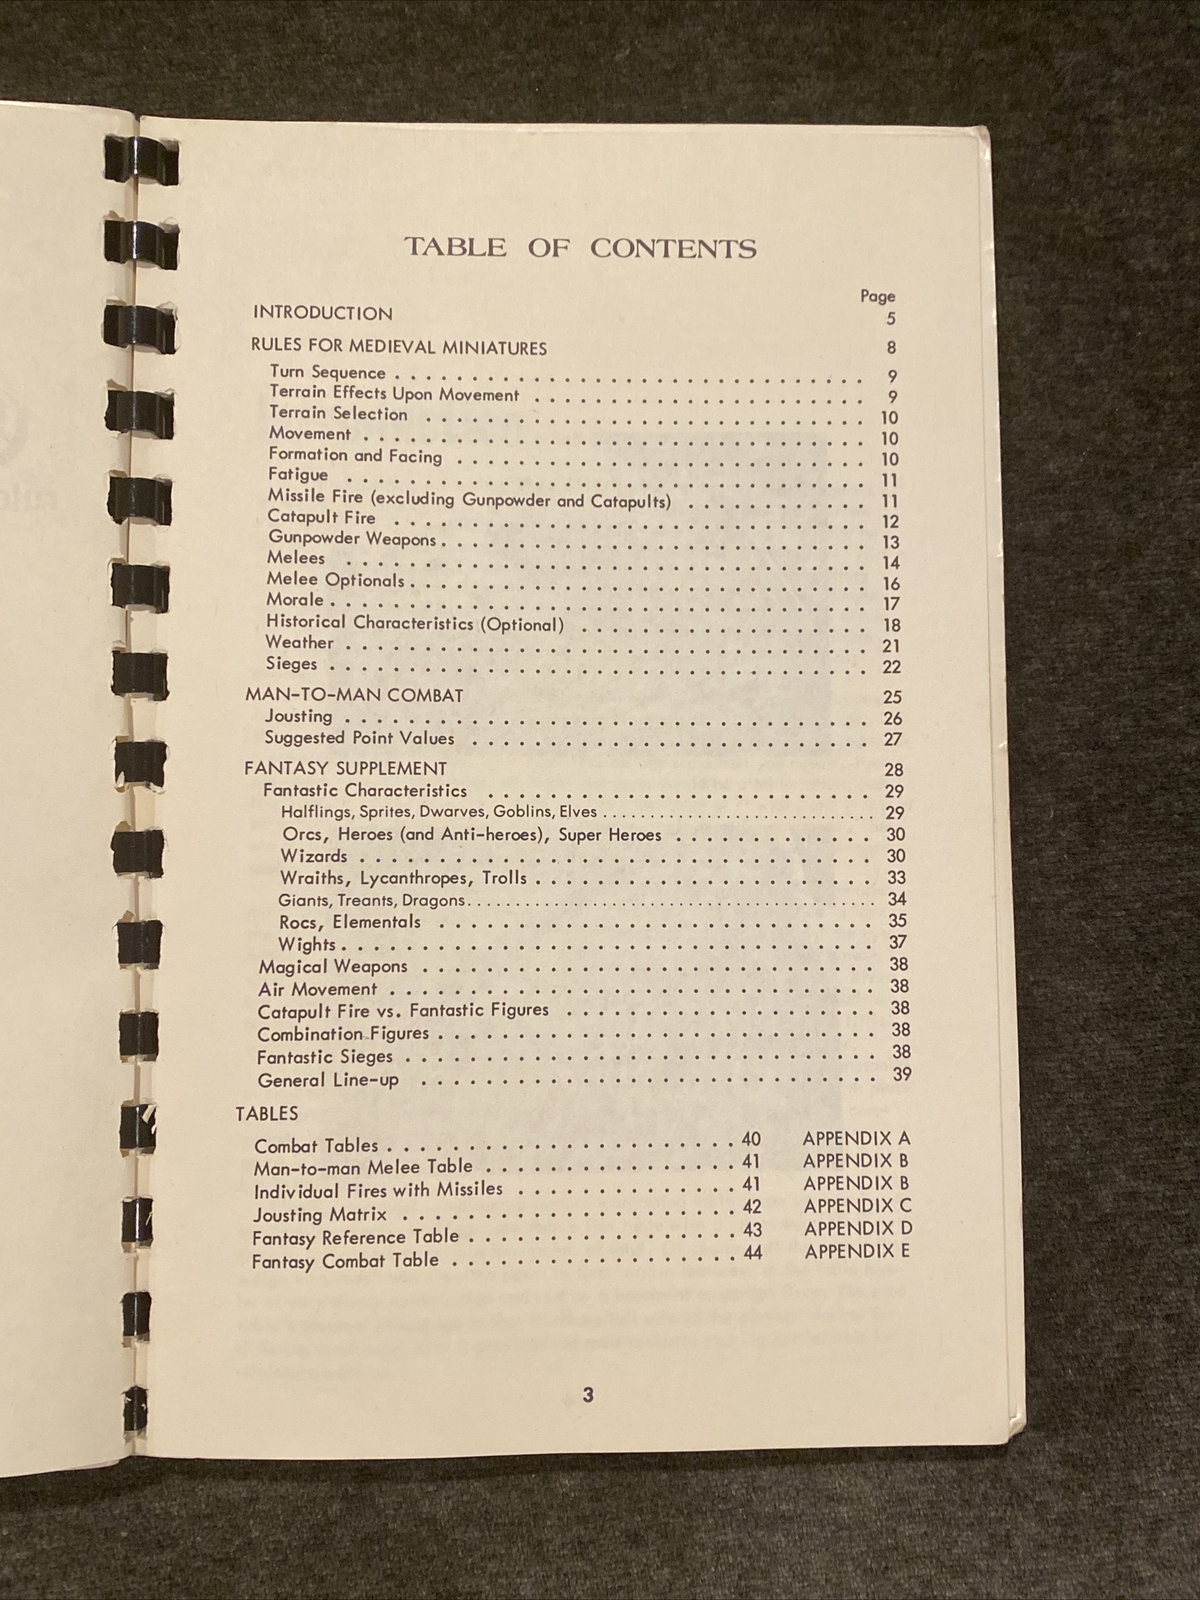 TABLE OF CONTENTS
Page
INTRODUCTION 5
RULES FOR MEDIEVAL MINIATURES 8
Turn Sequence . . . . . . . . . . 9
Terrain Effects Upon Movement . . . . . . . . . . 9
Terrain Selection . . . . . . . . . . 10
Movement . . . . . . . . . . 10
Formation and Facing . . . . . . . . . . 10
Fatigue . . . . . . . . . . 11
Missile Fire (excluding Gunpowder and Catapults) . . . . . . . . . . 11
Catapult Fire . . . . . . . . . . 12
Gunpowder Weapons . . . . . . . . . . 13
Melees . . . . . . . . . . 14
Melee Optionals . . . . . . . . . . 16
Morale . . . . . . . . . . 17
Historical Characteristics (Optional) . . . . . . . . . . 18
Weather . . . . . . . . . . 21
Sieges . . . . . . . . . . 22
MAN-TO-MAN COMBAT 25
Jousting . . . . . . . . . . 26
Suggested Point Values . . . . . . . . . . 27
FANTASY SUPPLEMENT 28
Fantastic Characteristics . . . . . . . . . . 29
Halflings, Sprites, Dwarves, Goblins, Elves . . . . . . . . . . 29
Orcs, Heroes (and Anti-heroes), Super Heroes . . . . . . . . . . 30
Wizards . . . . . . . . . . 30
Wraiths, Lycanthropes, Trolls . . . . . . . . . . 33
Giants, Treants, Dragons . . . . . . . . . . 34
Rocs, Elementals . . . . . . . . . . 35
Wights . . . . . . . . . . 37
Magical Weapons . . . . . . . . . . 38
Air Movement . . . . . . . . . . 38
Catapult Fire vs. Fantastic Figures . . . . . . . . . . 38
Combination Figures . . . . . . . . . . 38
Fantastic Sieges . . . . . . . . . . 38
General Line-up . . . . . . . . . . 39
TABLES
Combat Tables . . . . . . . . . . 40 APPENDIX A
Man-to-man Melee Table . . . . . . . . . . 41 APPENDIX B
Individual Fires with Missiles . . . . . . . . . . 41 APPENDIX B
Jousting Matrix . . . . . . . . . . 42 APPENDIX C
Fantasy Reference Table . . . . . . . . . . 43 APPENDIX D
Fantasy Combat Table . . . . . . . . . . 44 APPENDIX E
3